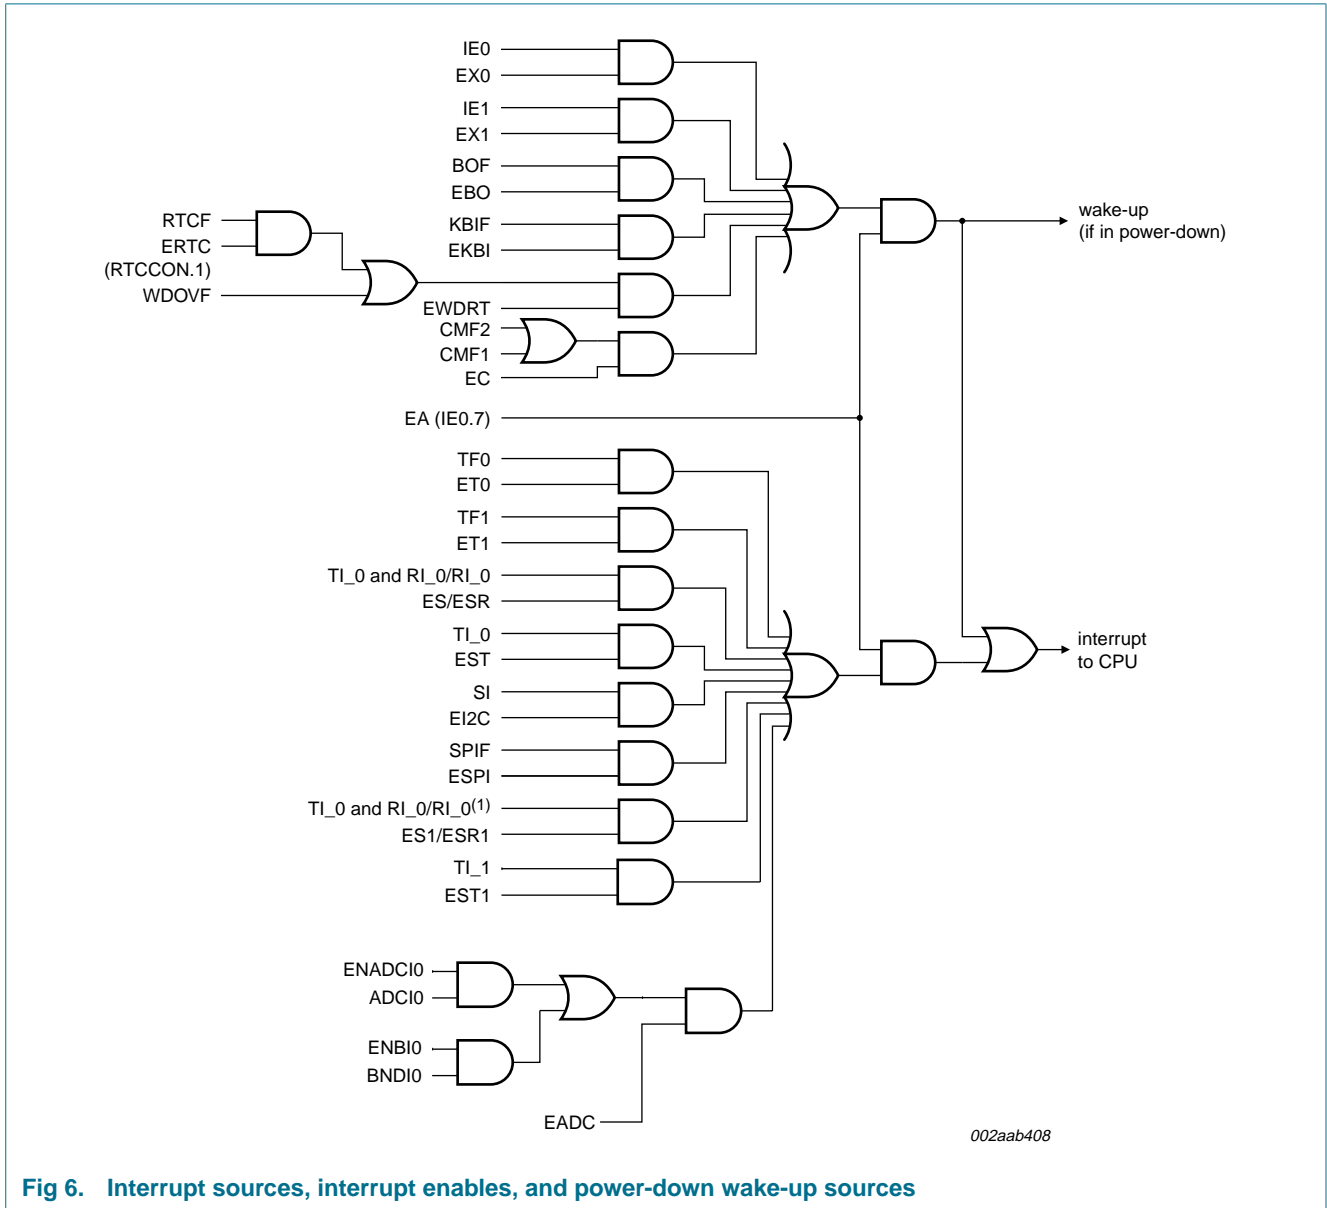 IE0
EX0
IE1
EX1
BOF
EBO
KBIF
EKBI
RTCF
ERTC
(RTCCON.1)
WDOVF
EWDRT
CMF2
CMF1
EC
wake-up
(if in power-down)
EA (IE0.7)
TF0
ET0
TF1
ET1
TI_0 and RI_0/RI_0
ES/ESR
TI_0
EST
SI
EI2C
SPIF
ESPI
TI_0 and RI_0/RI_0(1)
ES1/ESR1
TI_1
EST1
interrupt
to CPU
ENADCI0
ADCI0
ENBI0
BNDI0
EADC
002aab408
Fig 6. Interrupt sources, interrupt enables, and power-down wake-up sources